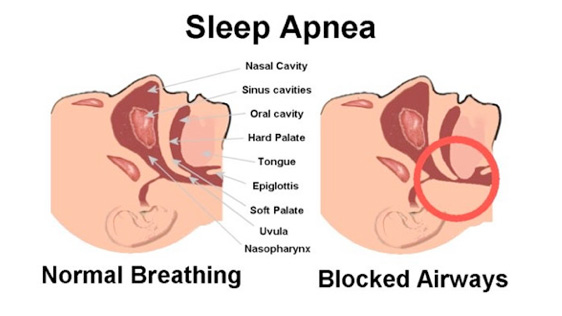 Sleep Apnea
Nasal Cavity
Sinus cavities
Oral cavity
Hard Palate
Tongue
Epiglottis
Soft Palate
Uvula
Nasopharynx
Normal Breathing
Blocked Airways